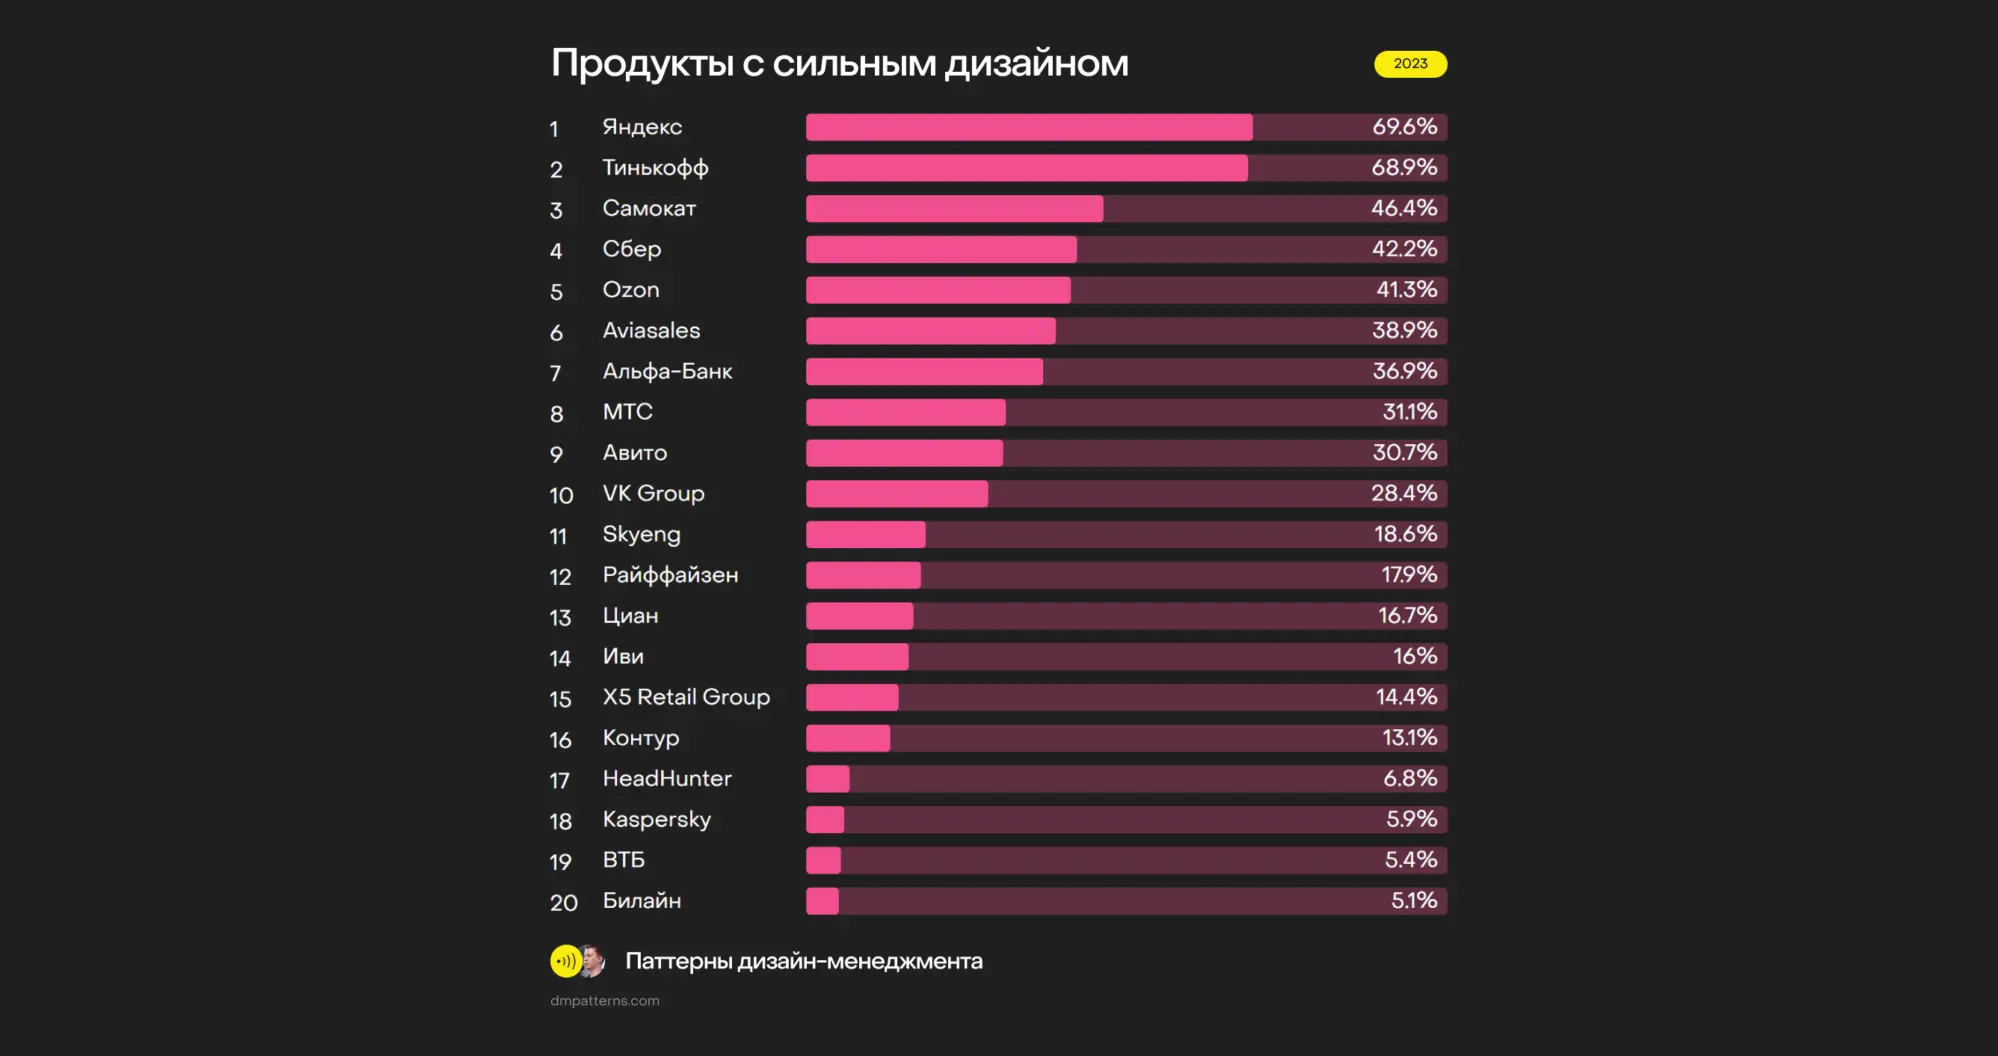 Продукты с сильным дизайном 2023
1 Яндекс 69.6%
2 Тинькофф 68.9%
3 Самокат 46.4%
4 Сбер 42.2%
5 Ozon 41.3%
6 Aviasales 38.9%
7 Альфа-Банк 36.9%
8 МТС 31.1%
9 Авито 30.7%
10 VK Group 28.4%
11 Skyeng 18.6%
12 Райффайзен 17.9%
13 Циан 16.7%
14 Иви 16%
15 X5 Retail Group 14.4%
16 Контур 13.1%
17 HeadHunter 6.8%
18 Kaspersky 5.9%
19 ВТБ 5.4%
20 Билайн 5.1%
Паттерны дизайн-менеджмента
dmpatterns.com